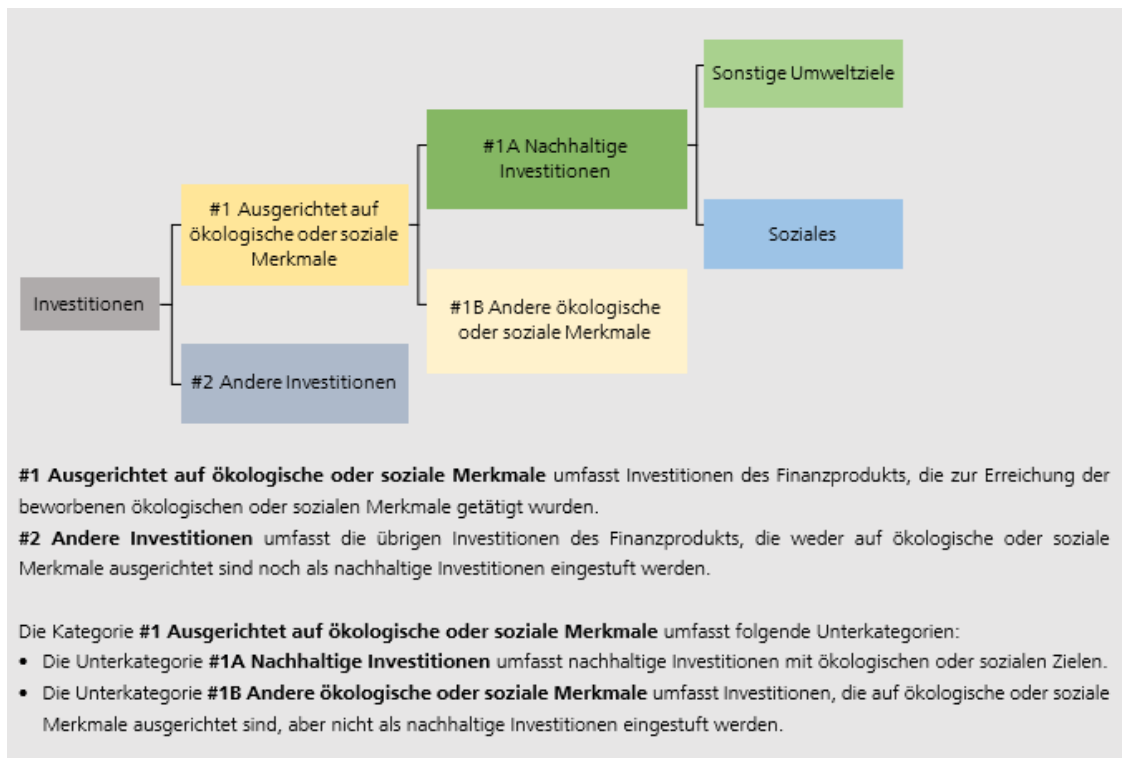 Sonstige Umweltziele
#1A Nachhaltige
Investitionen
#1 Ausgerichtet auf
ökologische oder soziale
Merkmale
Soziales
Investitionen
#1B Andere ökologische
oder soziale Merkmale
#2 Andere Investitionen
#1 Ausgerichtet auf ökologische oder soziale Merkmale umfasst Investitionen des Finanzprodukts, die zur Erreichung der
beworbenen ökologischen oder sozialen Merkmale getätigt wurden.
#2 Andere Investitionen umfasst die übrigen Investitionen des Finanzprodukts, die weder auf ökologische oder soziale
Merkmale ausgerichtet sind noch als nachhaltige Investitionen eingestuft werden.
Die Kategorie #1 Ausgerichtet auf ökologische oder soziale Merkmale umfasst folgende Unterkategorien:
• Die Unterkategorie #1A Nachhaltige Investitionen umfasst nachhaltige Investitionen mit ökologischen oder sozialen Zielen.
• Die Unterkategorie #1B Andere ökologische oder soziale Merkmale umfasst Investitionen, die auf ökologische oder soziale
Merkmale ausgerichtet sind, aber nicht als nachhaltige Investitionen eingestuft werden.